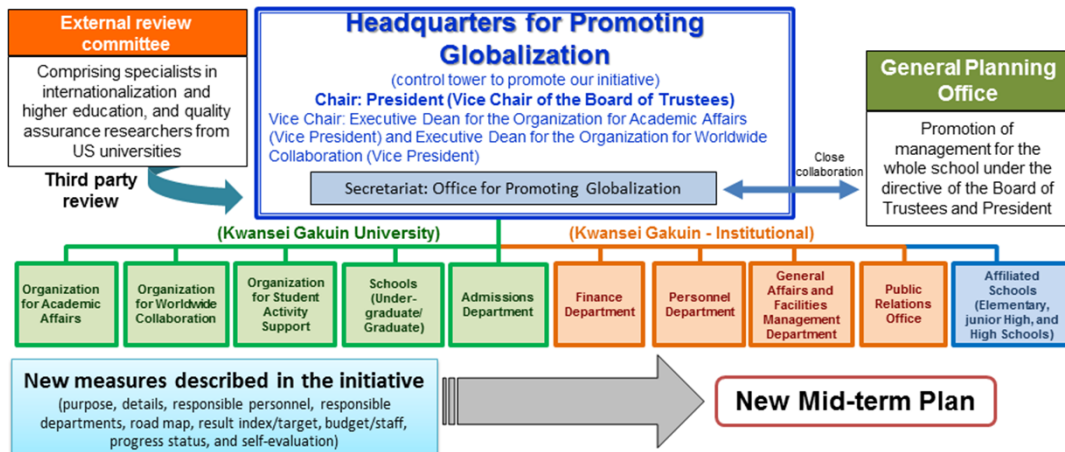 External review
committee
Comprising specialists in
internationalization and
higher education, and quality
assurance researchers from
US universities
Third party
review
Headquarters for Promoting
Globalization
(control tower to promote our initiative)
Chair: President (Vice Chair of the Board of Trustees)
Vice Chair: Executive Dean for the Organization for Academic Affairs
(Vice President) and Executive Dean for the Organization for Worldwide
Collaboration (Vice President)
Secretariat: Office for Promoting Globalization
Close
collaboration
General Planning
Office
Promotion of
management for the
whole school under the
directive of the Board of
Trustees and President
(Kwansei Gakuin University)
(Kwansei Gakuin - Institutional)
Organization
for Academic
Affairs
Organization
for Worldwide
Collaboration
Organization
for Student
Activity
Support
Schools
(Under-
graduate/
Graduate)
Admissions
Department
Finance
Department
Personnel
Department
General
Affairs and
Facilities
Management
Department
Public
Relations
Office
Affiliated
Schools
(Elementary,
junior High, and
High Schools)
New measures described in the initiative
(purpose, details, responsible personnel, responsible
departments, road map, result index/target, budget/staff,
progress status, and self-evaluation)
New Mid-term Plan